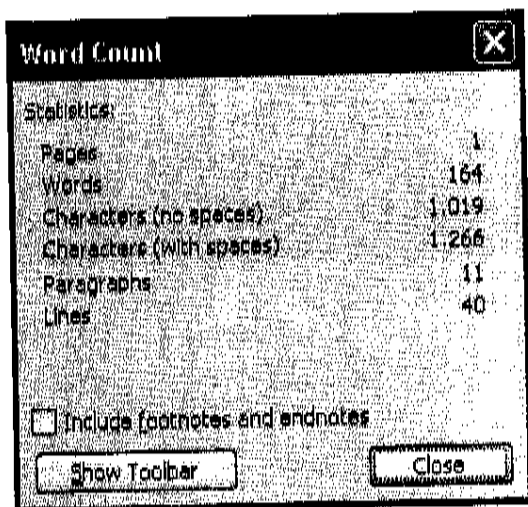 Word Count
Statistics:
Pages 1
Words 164
Characters (no spaces) 1,019
Characters (with spaces) 1,266
Paragraphs 11
Lines 40
Include footnotes and endnotes
Show Toolbar Close